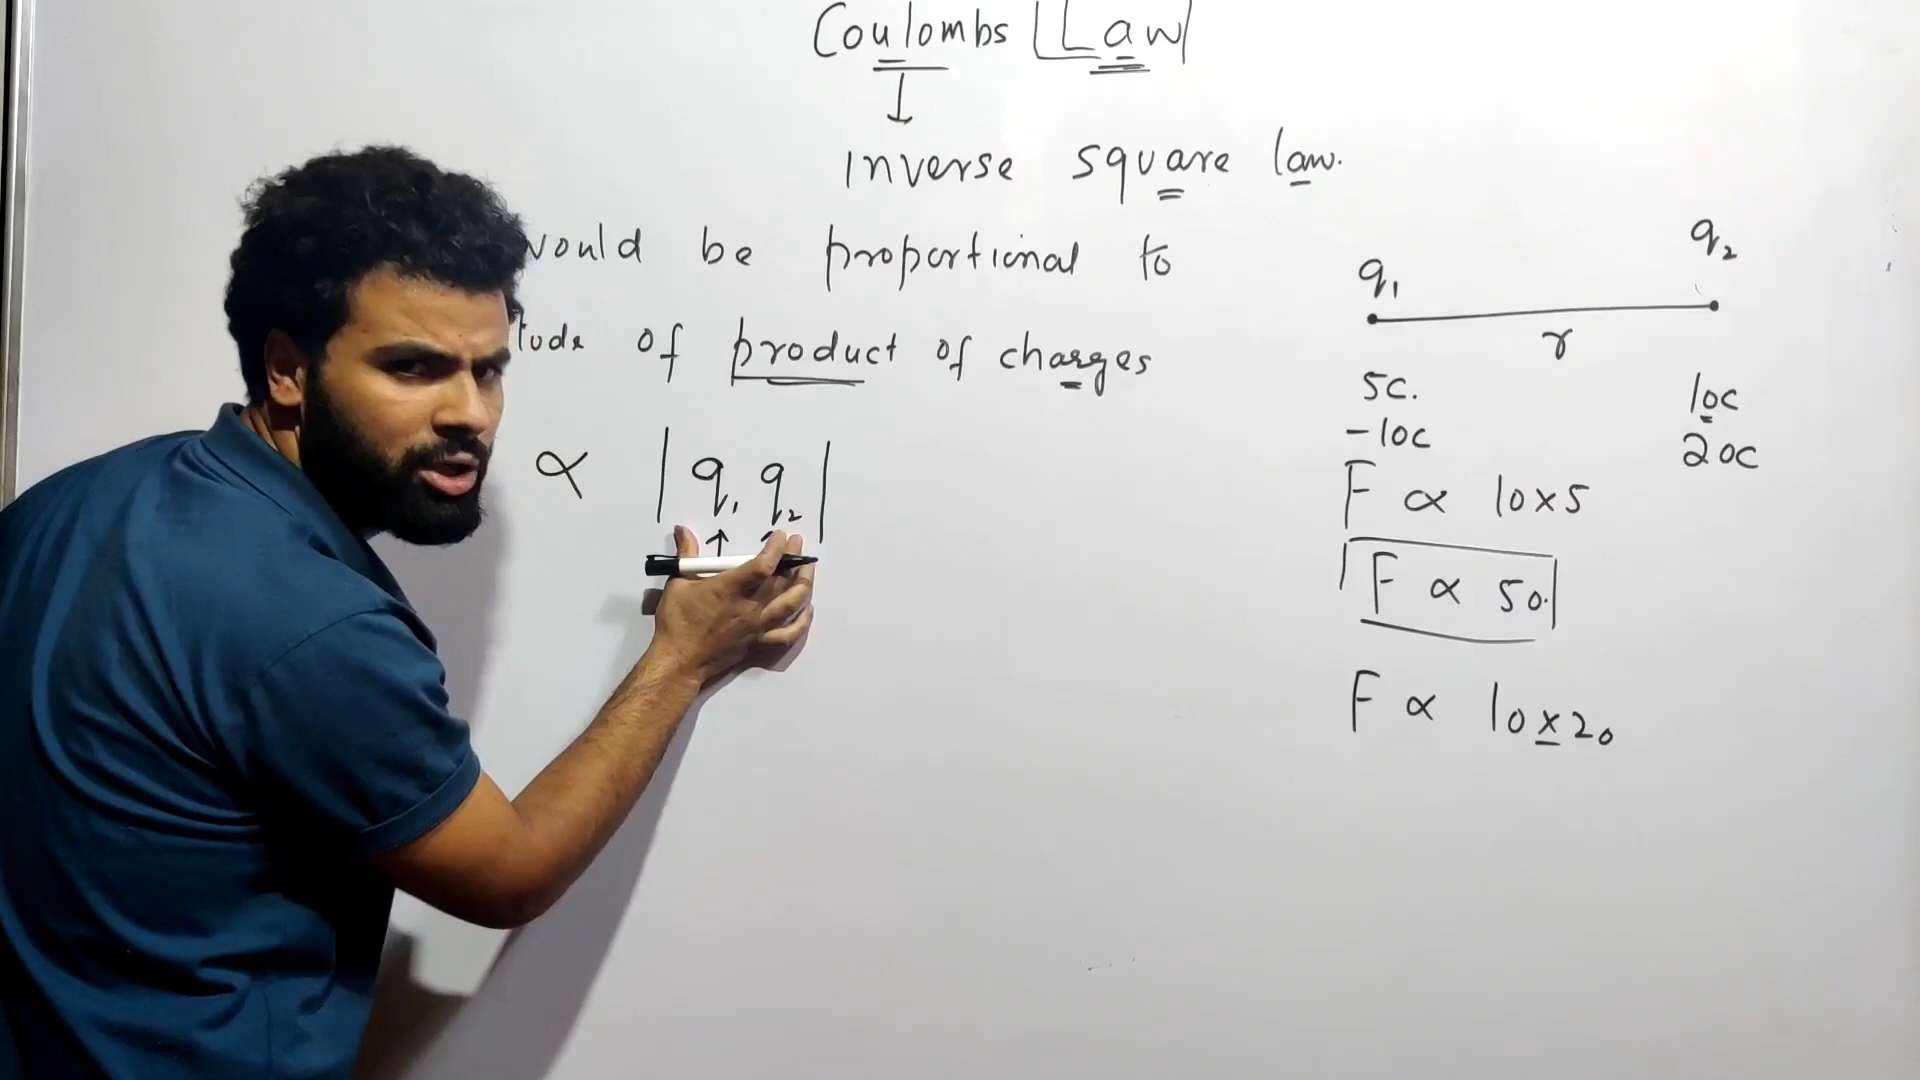 Coulombs Law
inverse square law.
would be proportional to
of product of charges
∝ |q₁ q₂|
q₁ q₂
r
5C. 10C
-10C 20C
F ∝ 10×5
F ∝ 50.
F ∝ 10×20